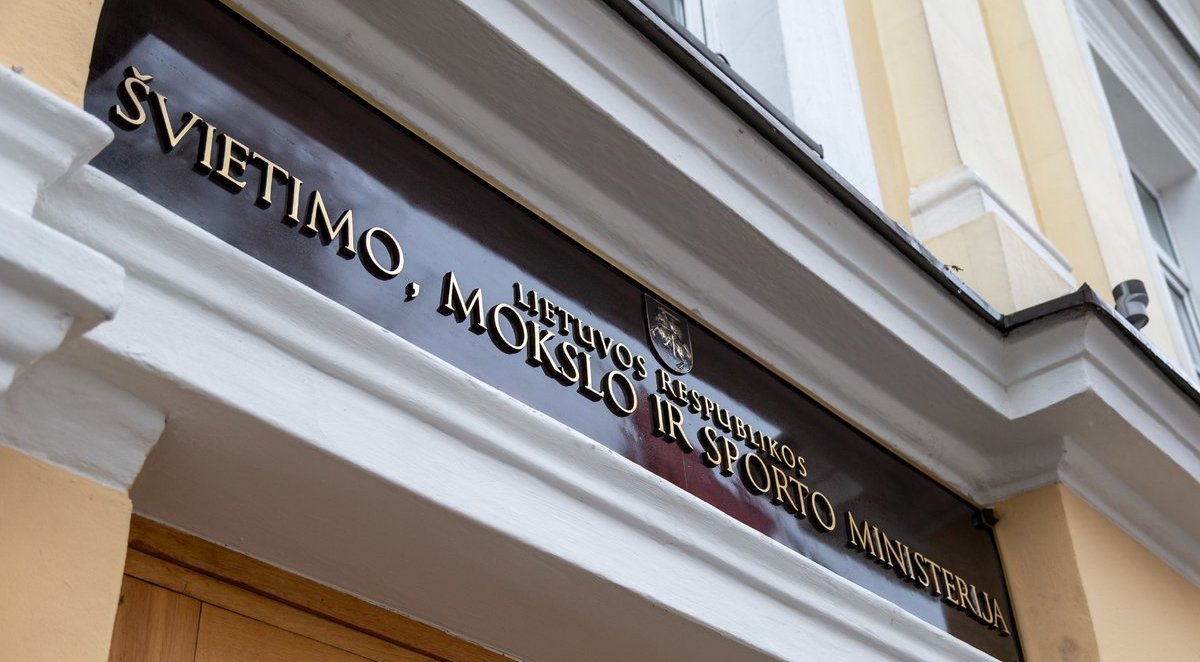 LIETUVOS RESPUBLIKOS
ŠVIETIMO, MOKSLO IR SPORTO MINISTERIJA